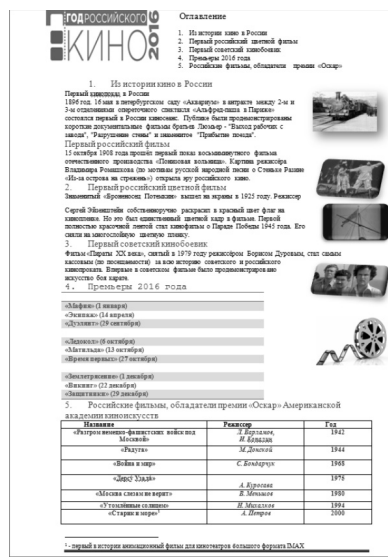 ГОД РОССИЙСКОГО
КИНО
2016
Оглавление
1. Из истории кино в России
2. Первый российский цветной фильм
3. Первый советский кинобоевик
4. Премьеры 2016 года
5. Российские фильмы, обладатели премии «Оскар»
1. Из истории кино в России
Первый кинопоказ в России
1896 год. 16 мая в петербургском саду «Аквариум» в антракте между 2-м и
3-м отделениями опереточного спектакля «Альфред-паша в Париже»
состоялся первый в России киносеанс. Публике были продемонстрированы
короткие документальные фильмы братьев Люмьер - "Выход рабочих с
завода", "Разрушение стены" и знаменитое "Прибытие поезда".
Первый российский фильм
15 октября 1908 года прошёл первый показ восьмиминутного фильма
отечественного производства «Понизовая вольница». Картина режиссёра
Владимира Ромашкова (по мотивам русской народной песни о Стеньке Разине
«Из-за острова на стрежень») открыла эру российского кино.
2. Первый российский цветной фильм
Знаменитый «Броненосец Потемкин» вышел на экраны в 1925 году. Режиссер
Сергей Эйзенштейн собственноручно раскрасил в красный цвет флаг на
кинопленке. Но это был единственный цветной кадр в фильме. Первой
полностью красочной лентой стал кинофильм о Параде Победы 1945 года. Его
сняли на многослойную цветную пленку.
3. Первый советский кинобоевик
Фильм «Пираты XX века», снятый в 1979 году режиссёром Борисом Дуровым, стал самым
кассовым (по посещаемости) за всю историю советского и российского
кинопроката. Впервые в советском фильме было продемонстрировано
искусство боя карате.
4. Премьеры 2016 года
«Мафия» (1 января)
«Экипаж» (14 апреля)
«Дуэлянт» (29 сентября)
«Ледокол» (6 октября)
«Матильда» (13 октября)
«Время первых» (27 октября)
«Землетрясение» (1 декабря)
«Викинг» (22 декабря)
«Защитники» (29 декабря)
5. Российские фильмы, обладатели премии «Оскар» Американской
академии киноискусств
Название Режиссер Год
«Разгром немецко-фашистских войск под Москвой» Л. Варламов, И. Копалин 1942
«Радуга» М. Донской 1944
«Война и мир» С. Бондарчук 1968
«Дерсу Узала» А. Куросава 1976
«Москва слезам не верит» В. Меньшов 1980
«Утомлённые солнцем» Н. Михалков 1994
«Старик и море»¹ А. Петров 2000
¹ - первый в истории анимационный фильм для кинотеатров большого формата IMAX